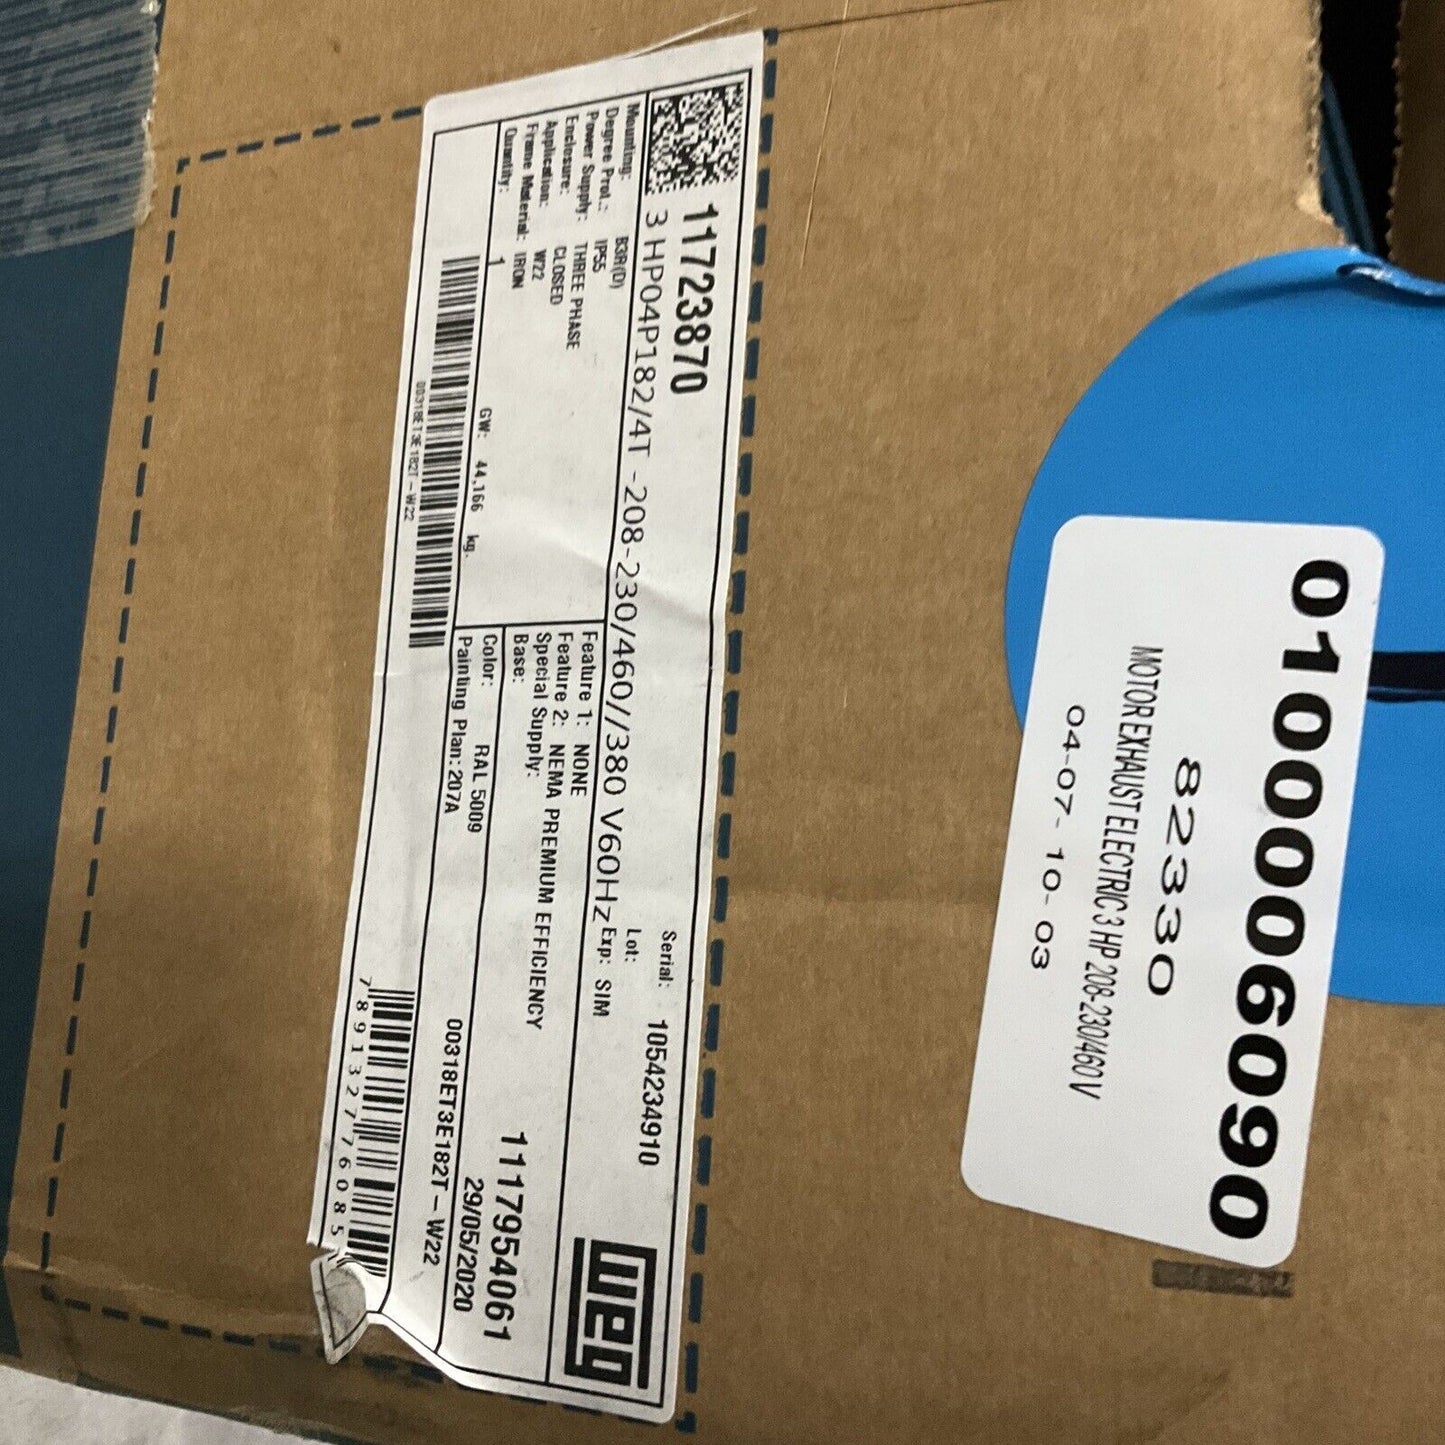 11723870
3 HP04P182/4T -208-230/460//380 V60Hz
Serial: 1054234910
Lot:
Exp: SIM
Mounting: B3R(D)
Degree Prot.: IP55
Power Supply: THREE PHASE
Enclosure: CLOSED
Application: W22
Frame Material: IRON
Quantity: 1
GW: 44,166 kg.
00318ET3E182T-W22
Feature 1: NONE
Feature 2: NEMA PREMIUM EFFICIENCY
Special Supply:
Base:
Color: RAL 5009
Painting Plan: 207A
weg
1117954061
29/05/2020
00318ET3E182T-W22
789132776085
0100006090
82330
MOTOR EXHAUST ELECTRIC 3 HP 208-230/460 V
04-07-10-03